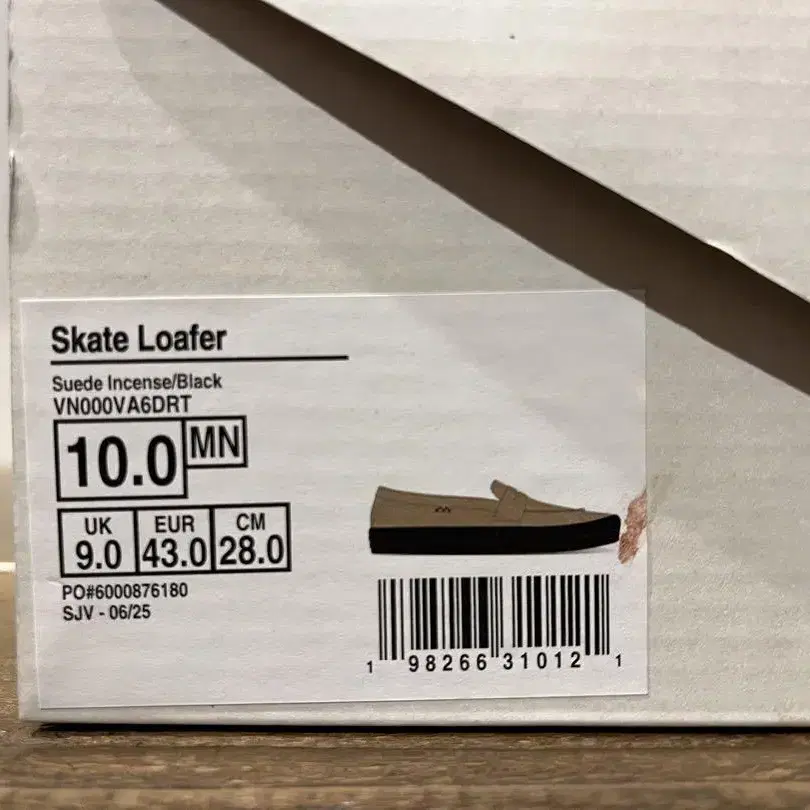 Skate Loafer
Suede Incense/Black
VN000VA6DRT
10.0 MN
UK EUR CM
9.0 43.0 28.0
PO#6000876180
SJV - 06/25
1 98266 31012 1